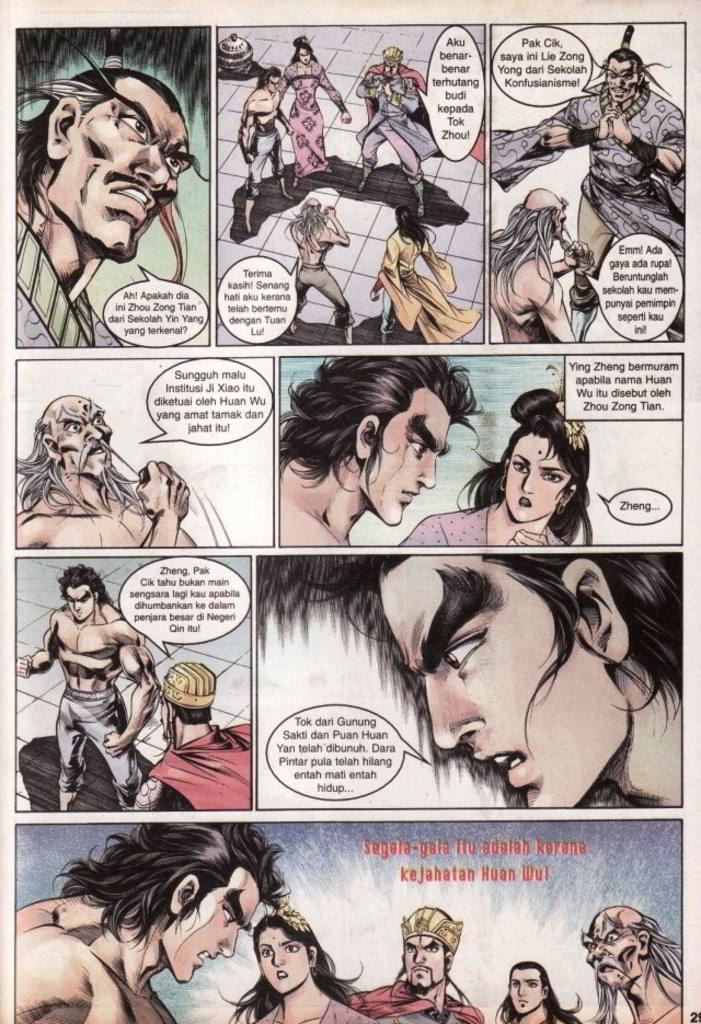 Ah! Apakah dia
ini Zhou Zong Tian
dari Sekolah Yin Yang
yang terkenal?
Aku
benar-
benar
terhutang
budi
kepada
Tok
Zhou!
Terima
kasih! Senang
hati aku kerana
telah bertemu
dengan Tuan
Lu!
Pak Cik,
saya ini Lie Zong
Yong dari Sekolah
Konfusianisme!
Emm! Ada
gaya ada rupa!
Beruntunglah
sekolah kau mem-
punyai pemimpin
seperti kau
ini!
Sungguh malu
Institusi Ji Xiao itu
diketuai oleh Huan Wu
yang amat tamak dan
jahat itu!
Ying Zheng bermuram
apabila nama Huan
Wu itu disebut oleh
Zhou Zong Tian.
Zheng...
Zheng, Pak
Cik tahu bukan main
sengsara lagi kau apabila
dihumbankan ke dalam
penjara besar di Negeri
Qin itu!
Tok dari Gunung
Sakti dan Puan Huan
Yan telah dibunuh. Dara
Pintar pula telah hilang
entah mati entah
hidup...
Segala-gala itu adalah kerana
kejahatan Huan Wu!
29